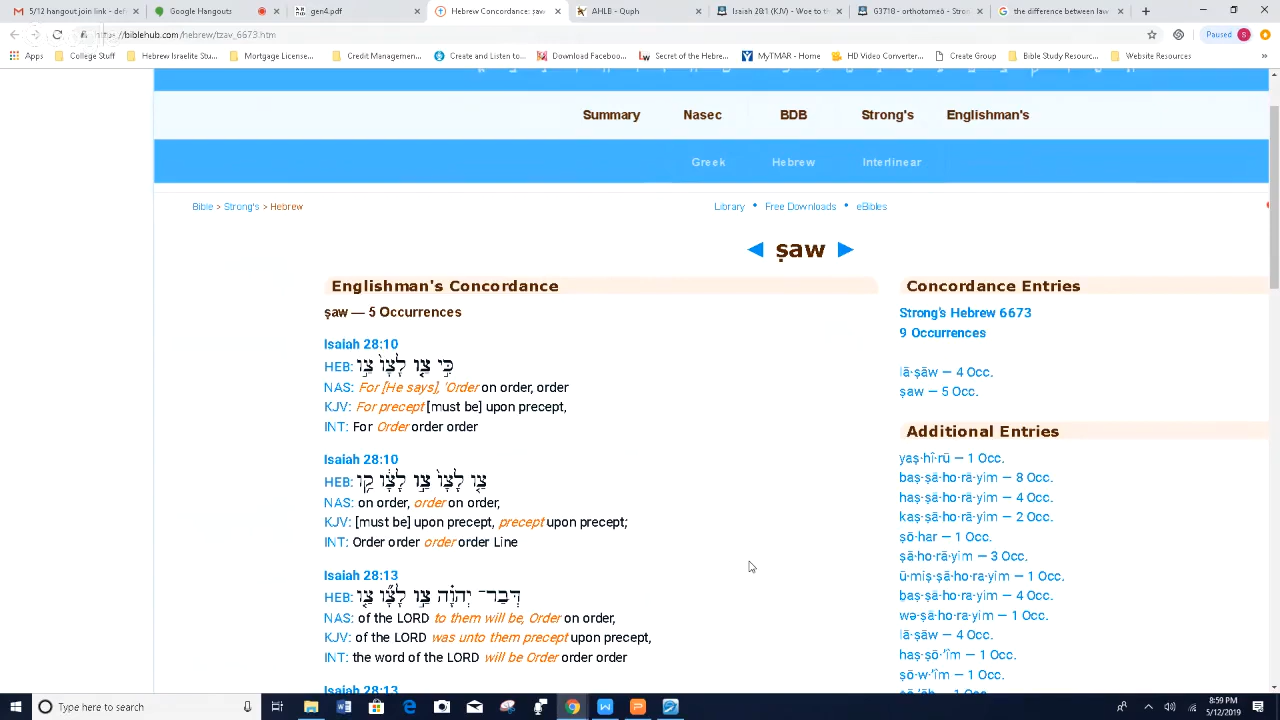 5/12 hangout join link: - debor
Congratulations
Google Hangouts
Hebrew
Hebrew Concordance: ṣaw
AHLB - Quph
Isaiah 28:1 (KJV) - Wo
G3718 - orthotomeō - Stron
the difference between law
https://biblehub.com/hebrew/tzav_6673.htm
Paused
S
Apps
College Stuff
Hebrew Israelite Stu...
Mortgage License...
Credit Managemen...
Create and Listen to...
Download Faceboo...
Secret of the Hebre...
MyTMAR - Home
HD Video Converter...
Create Group
Bible Study Resourc...
Website Resources
»
Summary Nasec BDB Strong's Englishman's
Greek Hebrew Interlinear
Bible > Strong's > Hebrew
Library • Free Downloads • eBibles
◄ ṣaw ►
Englishman's Concordance
ṣaw — 5 Occurrences
Isaiah 28:10
HEB: כִּ֣י צַ֤ו לָצָו֙ צַ֣ו
NAS: For [He says], 'Order on order, order
KJV: For precept [must be] upon precept,
INT: For Order order order
Isaiah 28:10
HEB: צַ֤ו לָצָו֙ צַ֣ו לָצָ֔ו קַ֥ו
NAS: on order, order on order,
KJV: [must be] upon precept, precept upon precept;
INT: Order order order order Line
Isaiah 28:13
HEB: דְּבַר־ יְהוָ֗ה צַ֣ו לָצָ֞ו צַ֤ו
NAS: of the LORD to them will be, Order on order,
KJV: of the LORD was unto them precept upon precept,
INT: the word of the LORD will be Order order order
Isaiah 28:13
Concordance Entries
Strong's Hebrew 6673
9 Occurrences
lā·ṣāw — 4 Occ.
ṣaw — 5 Occ.
Additional Entries
yaṣ·hî·rū — 1 Occ.
baṣ·ṣā·ho·rā·yim — 8 Occ.
haṣ·ṣā·ho·rā·yim — 4 Occ.
kaṣ·ṣā·ho·rā·yim — 2 Occ.
ṣō·har — 1 Occ.
ṣā·ho·rā·yim — 3 Occ.
ū·miṣ·ṣā·ho·ra·yim — 1 Occ.
baṣ·ṣā·ho·ra·yim — 4 Occ.
wə·ṣā·ho·ra·yim — 1 Occ.
lā·ṣāw — 4 Occ.
haṣ·ṣō·'îm — 1 Occ.
ṣō·w·'îm — 1 Occ.
Type here to search
8:59 PM
5/12/2019